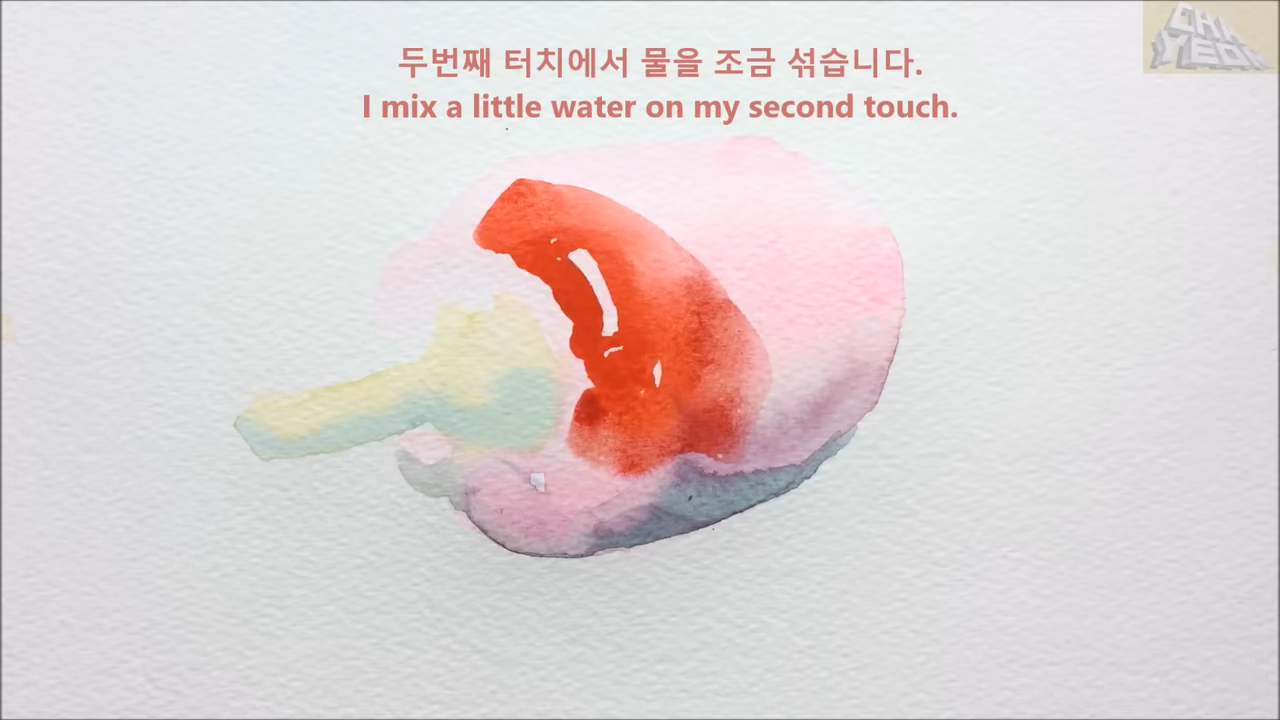 두번째 터치에서 물을 조금 섞습니다.
I mix a little water on my second touch.